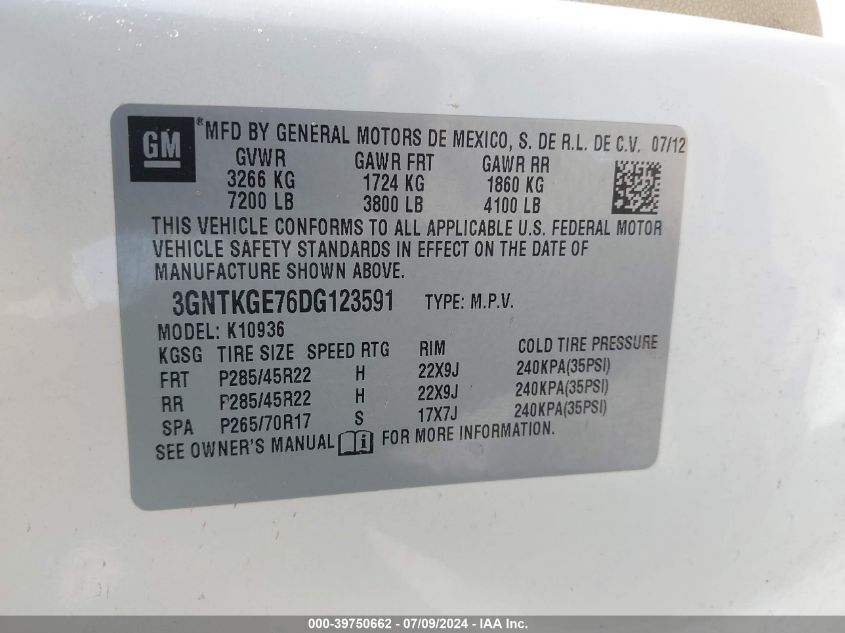 GM
®MFD BY GENERAL MOTORS DE MEXICO, S. DE R.L. DE C.V. 07/12
GVWR GAWR FRT GAWR RR
3266 KG 1724 KG 1860 KG
7200 LB 3800 LB 4100 LB
THIS VEHICLE CONFORMS TO ALL APPLICABLE U.S. FEDERAL MOTOR
VEHICLE SAFETY STANDARDS IN EFFECT ON THE DATE OF
MANUFACTURE SHOWN ABOVE.
3GNTKGE76DG123591 TYPE: M.P.V.
MODEL: K10936
KGSG TIRE SIZE SPEED RTG RIM COLD TIRE PRESSURE
FRT P285/45R22 H 22X9J 240KPA(35PSI)
RR P285/45R22 H 22X9J 240KPA(35PSI)
SPA P265/70R17 S 17X7J 240KPA(35PSI)
SEE OWNER'S MANUAL i FOR MORE INFORMATION.
000-39750662 - 07/09/2024 - IAA Inc.